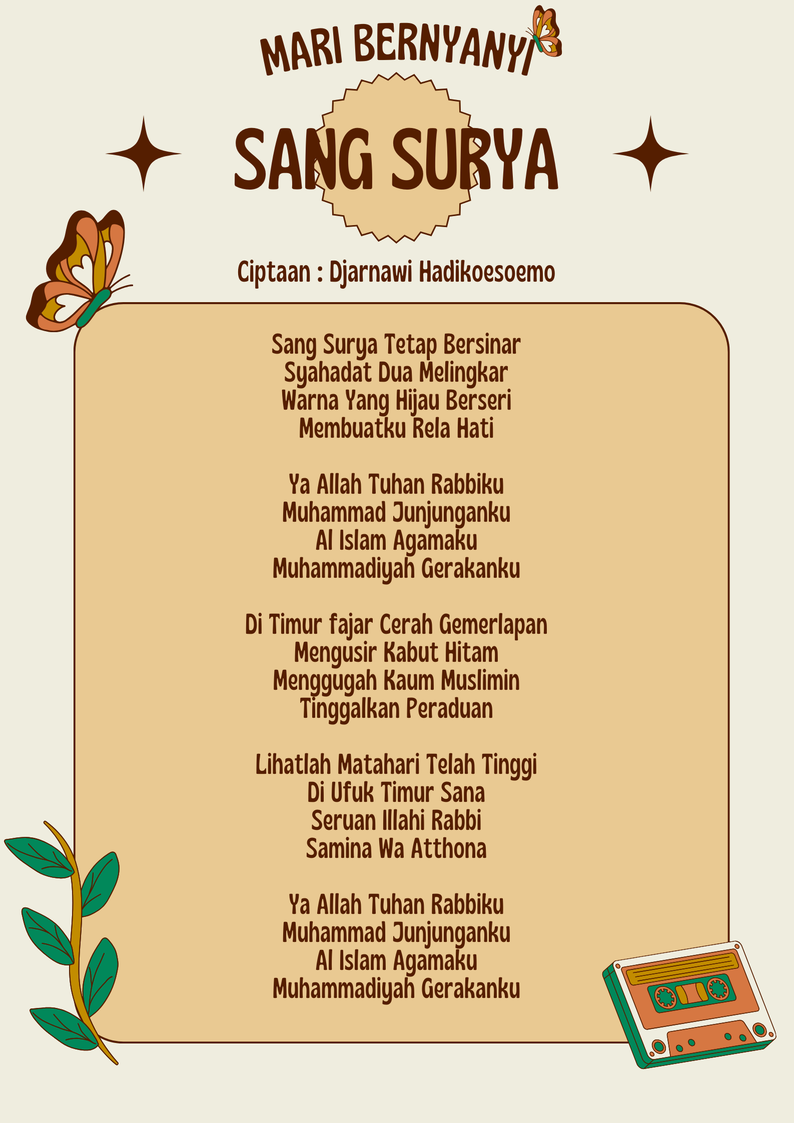 MARI BERNYANYI
SANG SURYA
Ciptaan : Djarnawi Hadikoesoemo
Sang Surya Tetap Bersinar
Syahadat Dua Melingkar
Warna Yang Hijau Berseri
Membuatku Rela Hati
Ya Allah Tuhan Rabbiku
Muhammad Junjunganku
Al Islam Agamaku
Muhammadiyah Gerakanku
Di Timur fajar Cerah Gemerlapan
Mengusir Kabut Hitam
Menggugah Kaum Muslimin
Tinggalkan Peraduan
Lihatlah Matahari Telah Tinggi
Di Ufuk Timur Sana
Seruan Illahi Rabbi
Samina Wa Atthona
Ya Allah Tuhan Rabbiku
Muhammad Junjunganku
Al Islam Agamaku
Muhammadiyah Gerakanku